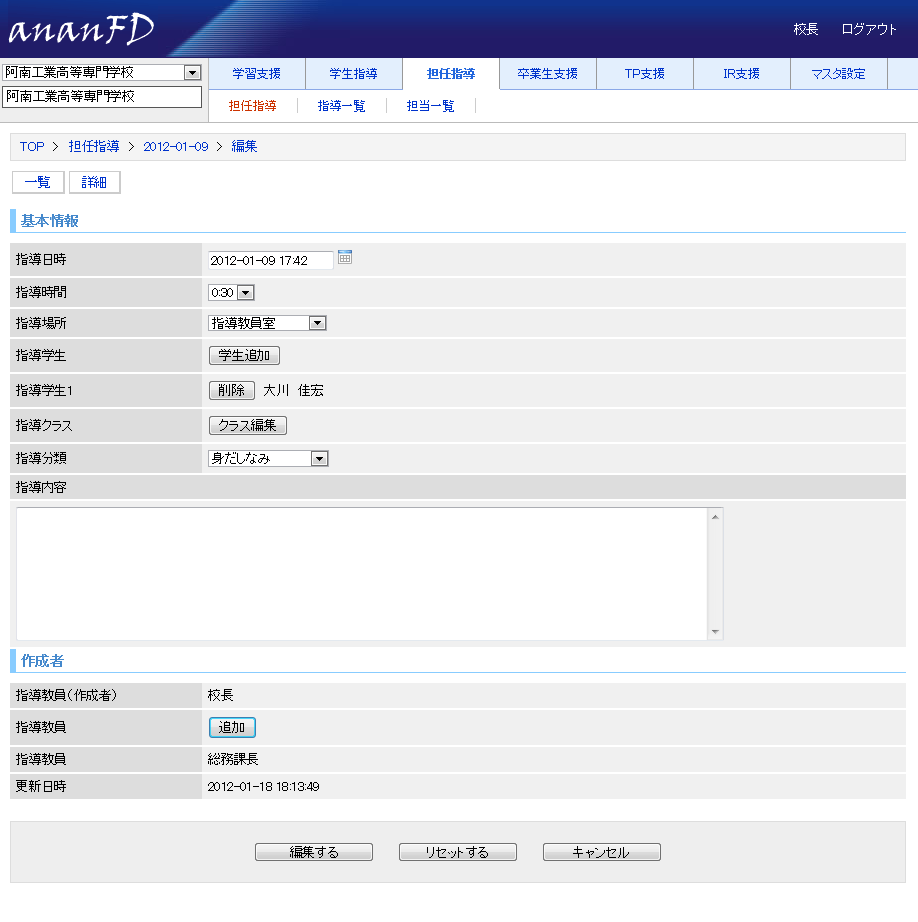 ananFD
校長 ログアウト
阿南工業高等専門学校
阿南工業高等専門学校
学習支援 学生指導 担任指導 卒業生支援 TP支援 IR支援 マスタ設定
担任指導 指導一覧 担当一覧
TOP > 担任指導 > 2012-01-09 > 編集
一覧 詳細
基本情報
指導日時 2012-01-09 17:42
指導時間 0:30
指導場所 指導教員室
指導学生 学生追加
指導学生1 削除 大川 佳宏
指導クラス クラス編集
指導分類 身だしなみ
指導内容
作成者
指導教員(作成者) 校長
指導教員 追加
指導教員 総務課長
更新日時 2012-01-18 18:13:49
編集する リセットする キャンセル